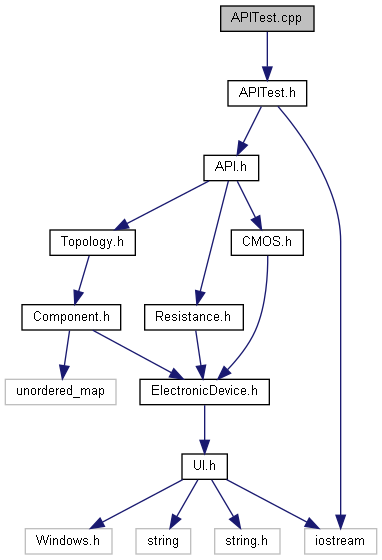 APITest.cpp
APITest.h
API.h
Topology.h
CMOS.h
Component.h
Resistance.h
unordered_map
ElectronicDevice.h
UI.h
Windows.h
string
string.h
iostream